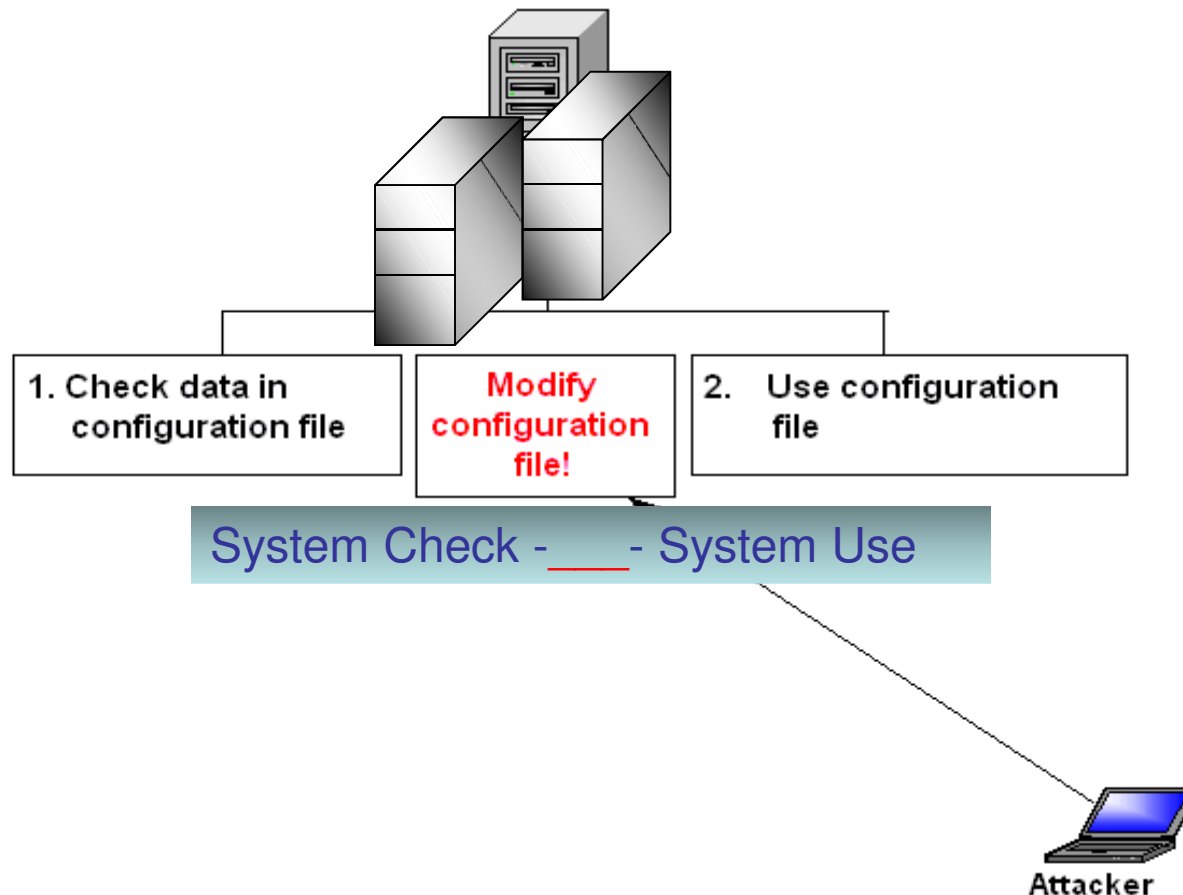 1. Check data in
configuration file
Modify
configuration
file!
2. Use configuration
file
System Check -___- System Use
Attacker